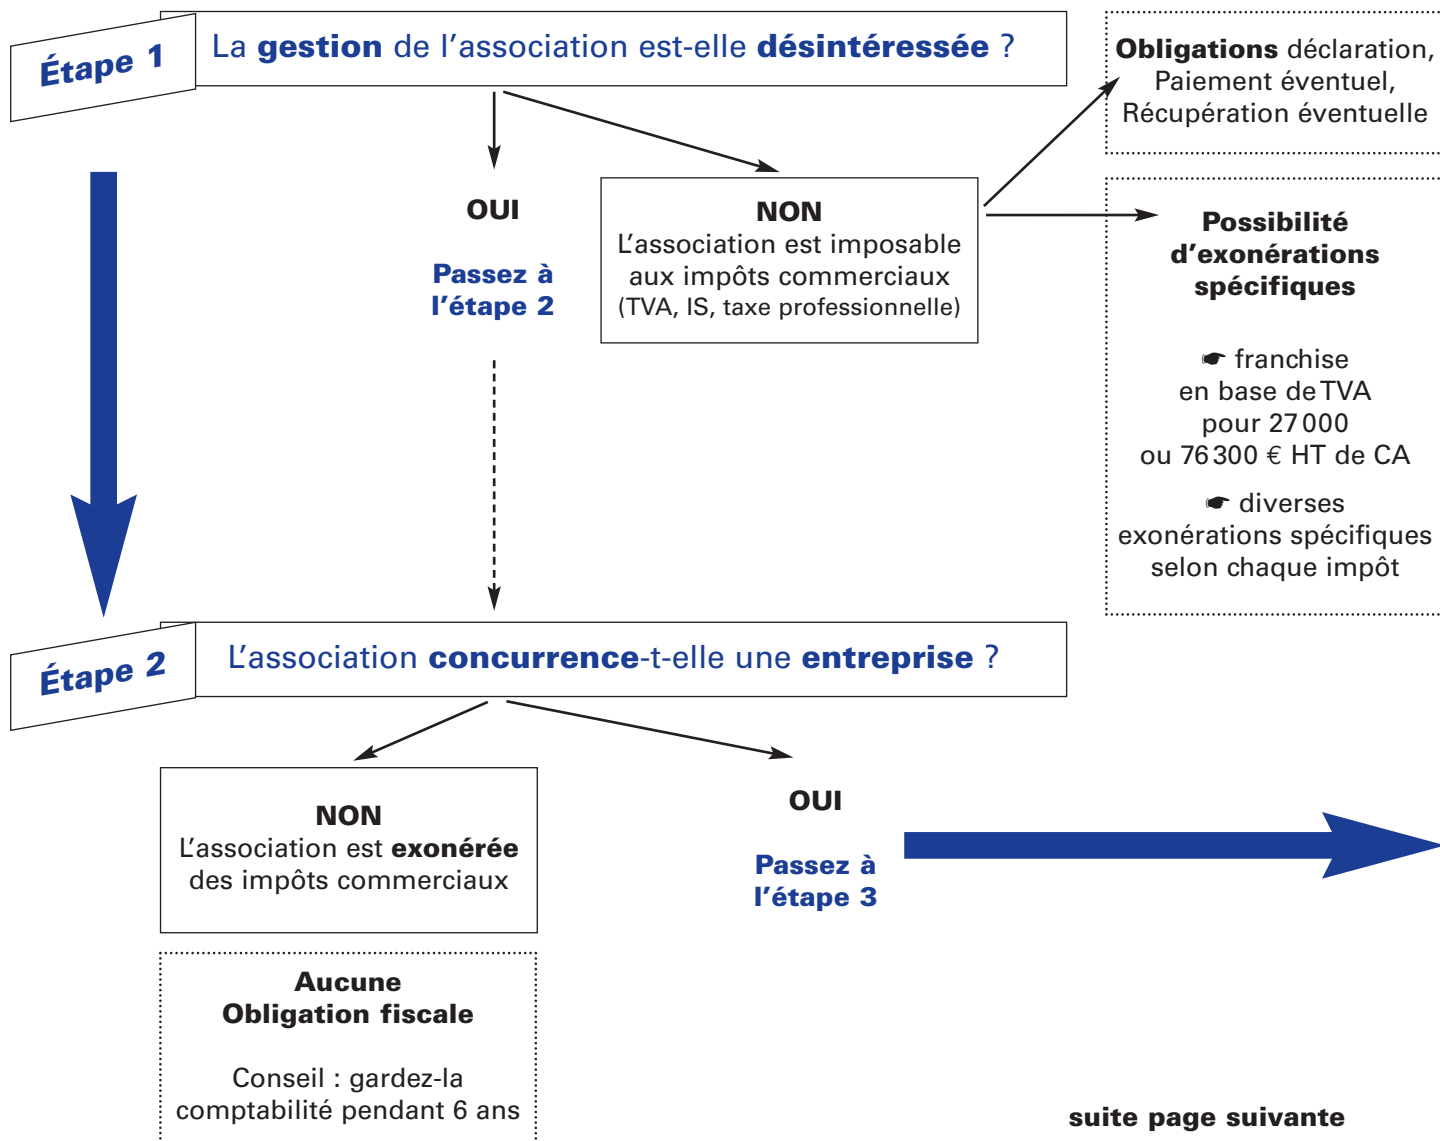 Étape 1
La gestion de l'association est-elle désintéressée ?
Obligations déclaration,
Paiement éventuel,
Récupération éventuelle
OUI
Passez à
l'étape 2
NON
L'association est imposable
aux impôts commerciaux
(TVA, IS, taxe professionnelle)
Possibilité
d'exonérations
spécifiques
☛ franchise
en base de TVA
pour 27 000
ou 76 300 € HT de CA
☛ diverses
exonérations spécifiques
selon chaque impôt
Étape 2
L'association concurrence-t-elle une entreprise ?
NON
L'association est exonérée
des impôts commerciaux
OUI
Passez à
l'étape 3
Aucune
Obligation fiscale
Conseil : gardez-la
comptabilité pendant 6 ans
suite page suivante